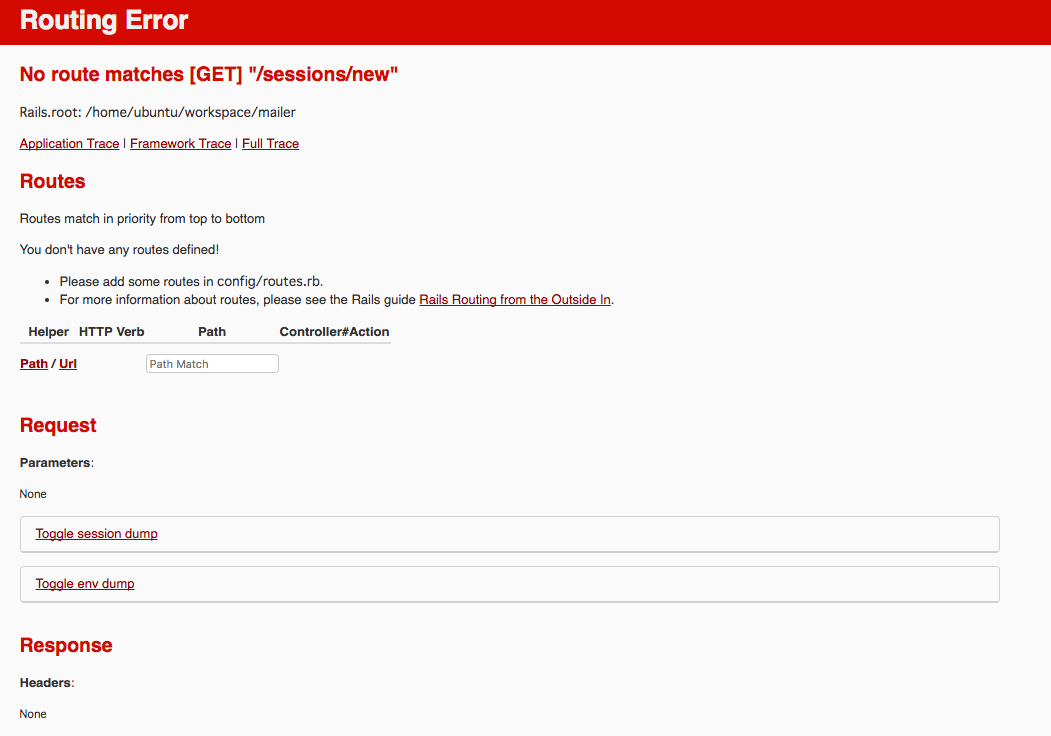 Routing Error
No route matches [GET] "/sessions/new"
Rails.root: /home/ubuntu/workspace/mailer
Application Trace | Framework Trace | Full Trace
Routes
Routes match in priority from top to bottom
You don't have any routes defined!
• Please add some routes in config/routes.rb.
• For more information about routes, please see the Rails guide Rails Routing from the Outside In.
Helper HTTP Verb Path Controller#Action
Path / Url Path Match
Request
Parameters:
None
Toggle session dump
Toggle env dump
Response
Headers:
None